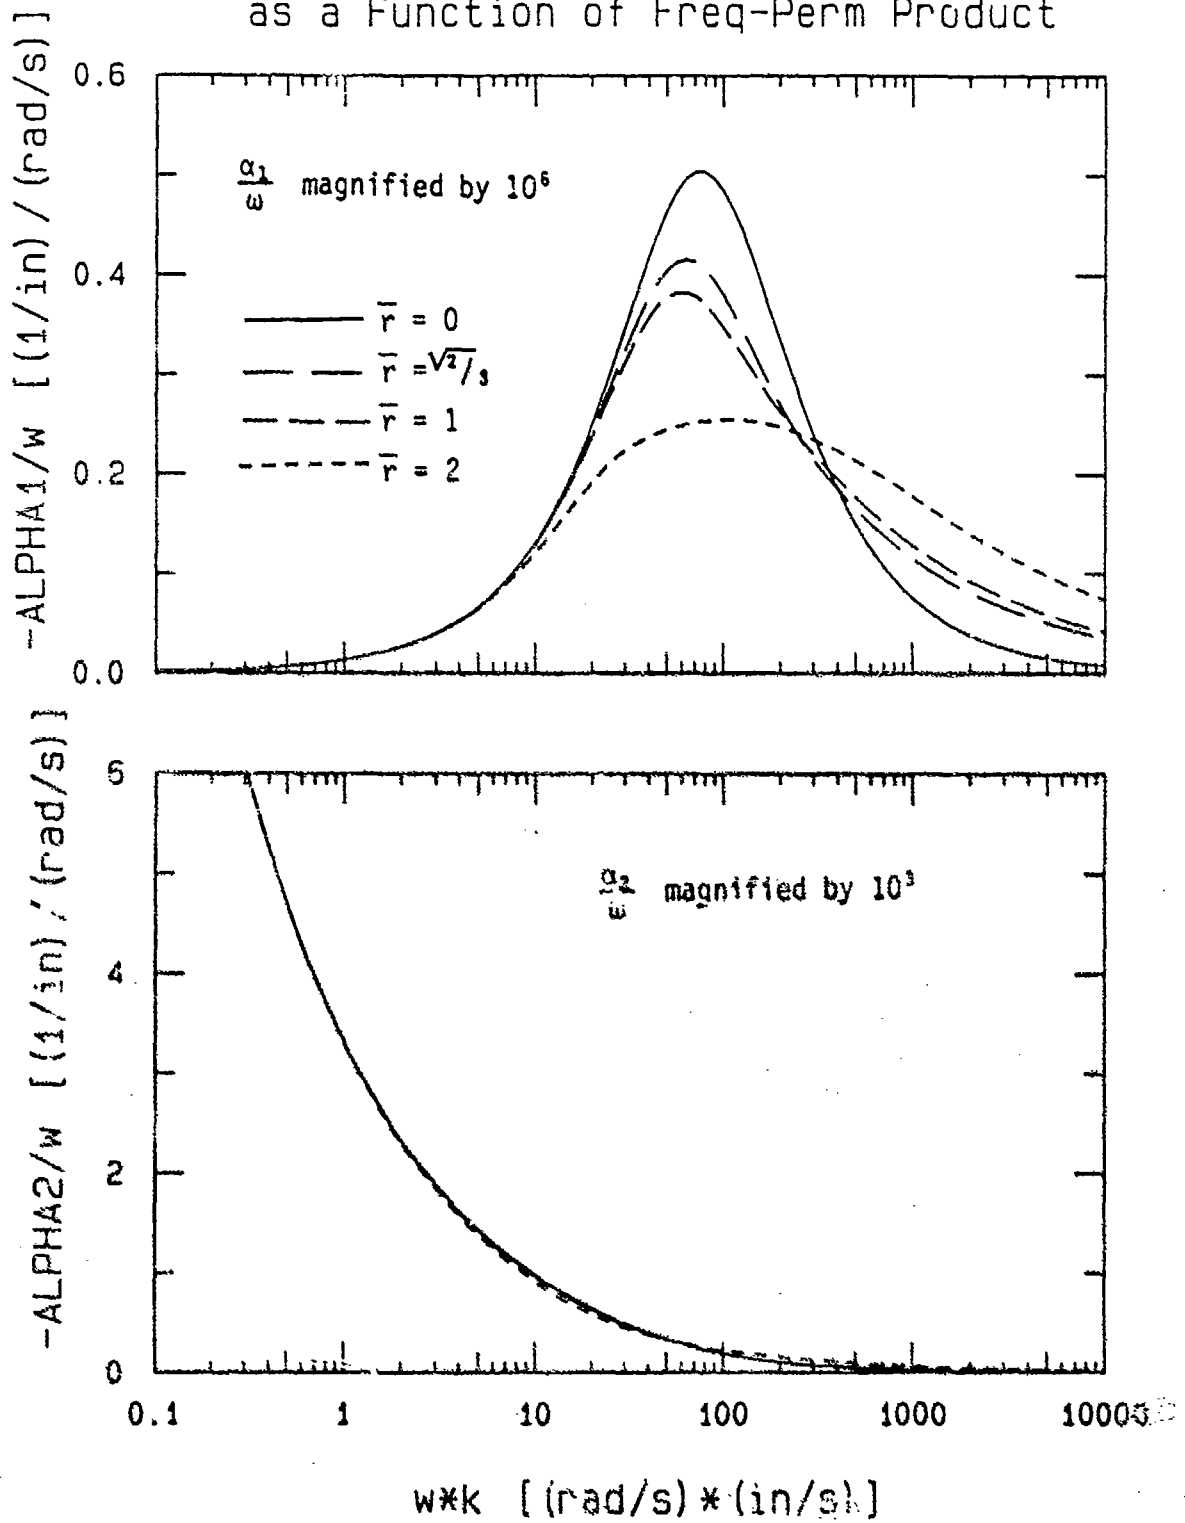 as a Function of Freq-Perm Product
-ALPHA1/w [(1/in)/(rad/s)]
0.6
0.4
0.2
0.0
α₁/ω magnified by 10⁶
r̅ = 0
r̅ = √2/3
r̅ = 1
r̅ = 2
-ALPHA2/w [(1/in)/(rad/s)]
6
4
2
0
α₂/ω magnified by 10³
0.1 1 10 100 1000 10000
w*k [(rad/s)*(in/s)]